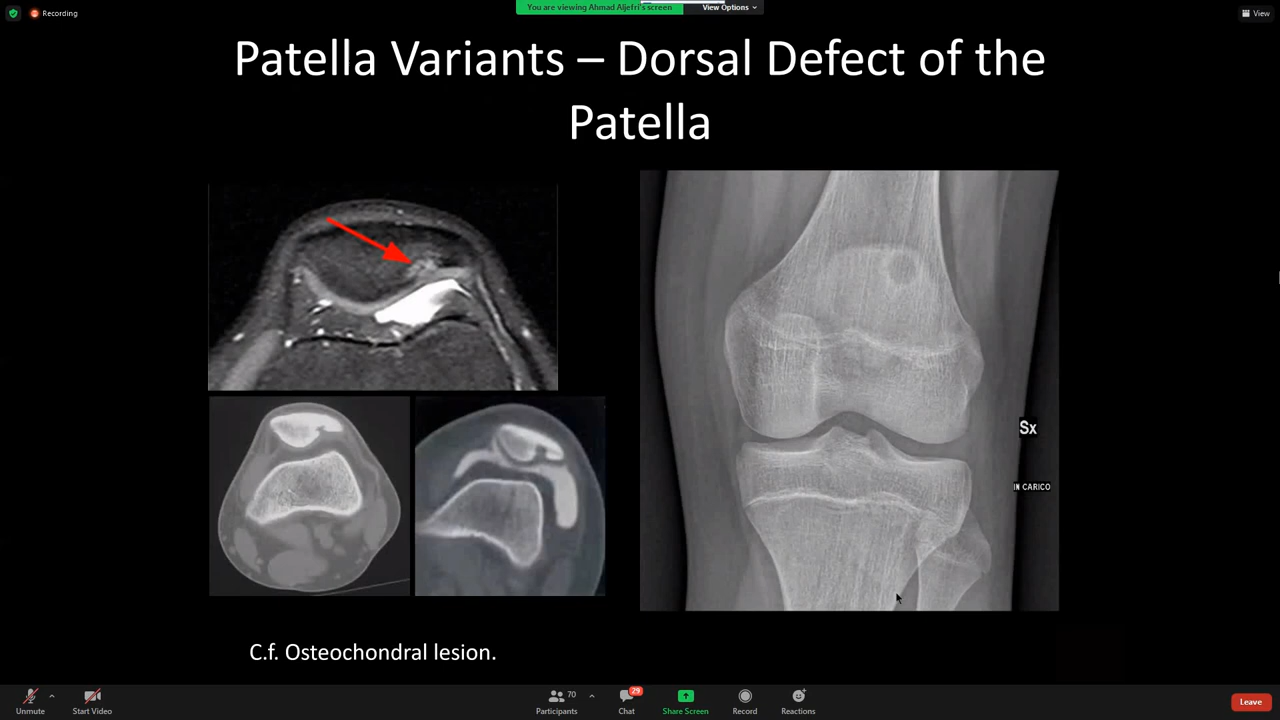 Recording
You are viewing Ahmad Aljefri's screen
View Options
View
Patella Variants – Dorsal Defect of the
Patella
Sx
IN CARICO
C.f. Osteochondral lesion.
Unmute
Start Video
Participants
70
Chat
29
Share Screen
Record
Reactions
Leave